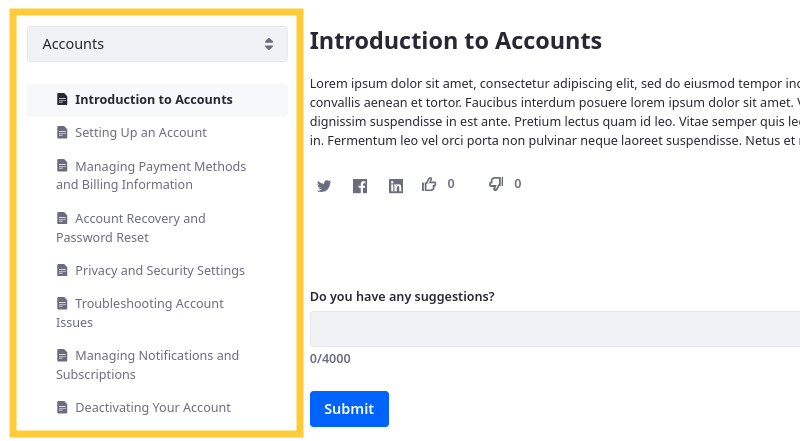 Accounts
Introduction to Accounts
Setting Up an Account
Managing Payment Methods
and Billing Information
Account Recovery and
Password Reset
Privacy and Security Settings
Troubleshooting Account
Issues
Managing Notifications and
Subscriptions
Deactivating Your Account
Introduction to Accounts
Lorem ipsum dolor sit amet, consectetur adipiscing elit, sed do eiusmod tempor
convallis aenean et tortor. Faucibus interdum posuere lorem ipsum dolor sit amet.
dignissim suspendisse in est ante. Pretium lectus quam id leo. Vitae semper quis
in. Fermentum leo vel orci porta non pulvinar neque laoreet suspendisse. Netus et
0 0
Do you have any suggestions?
0/4000
Submit